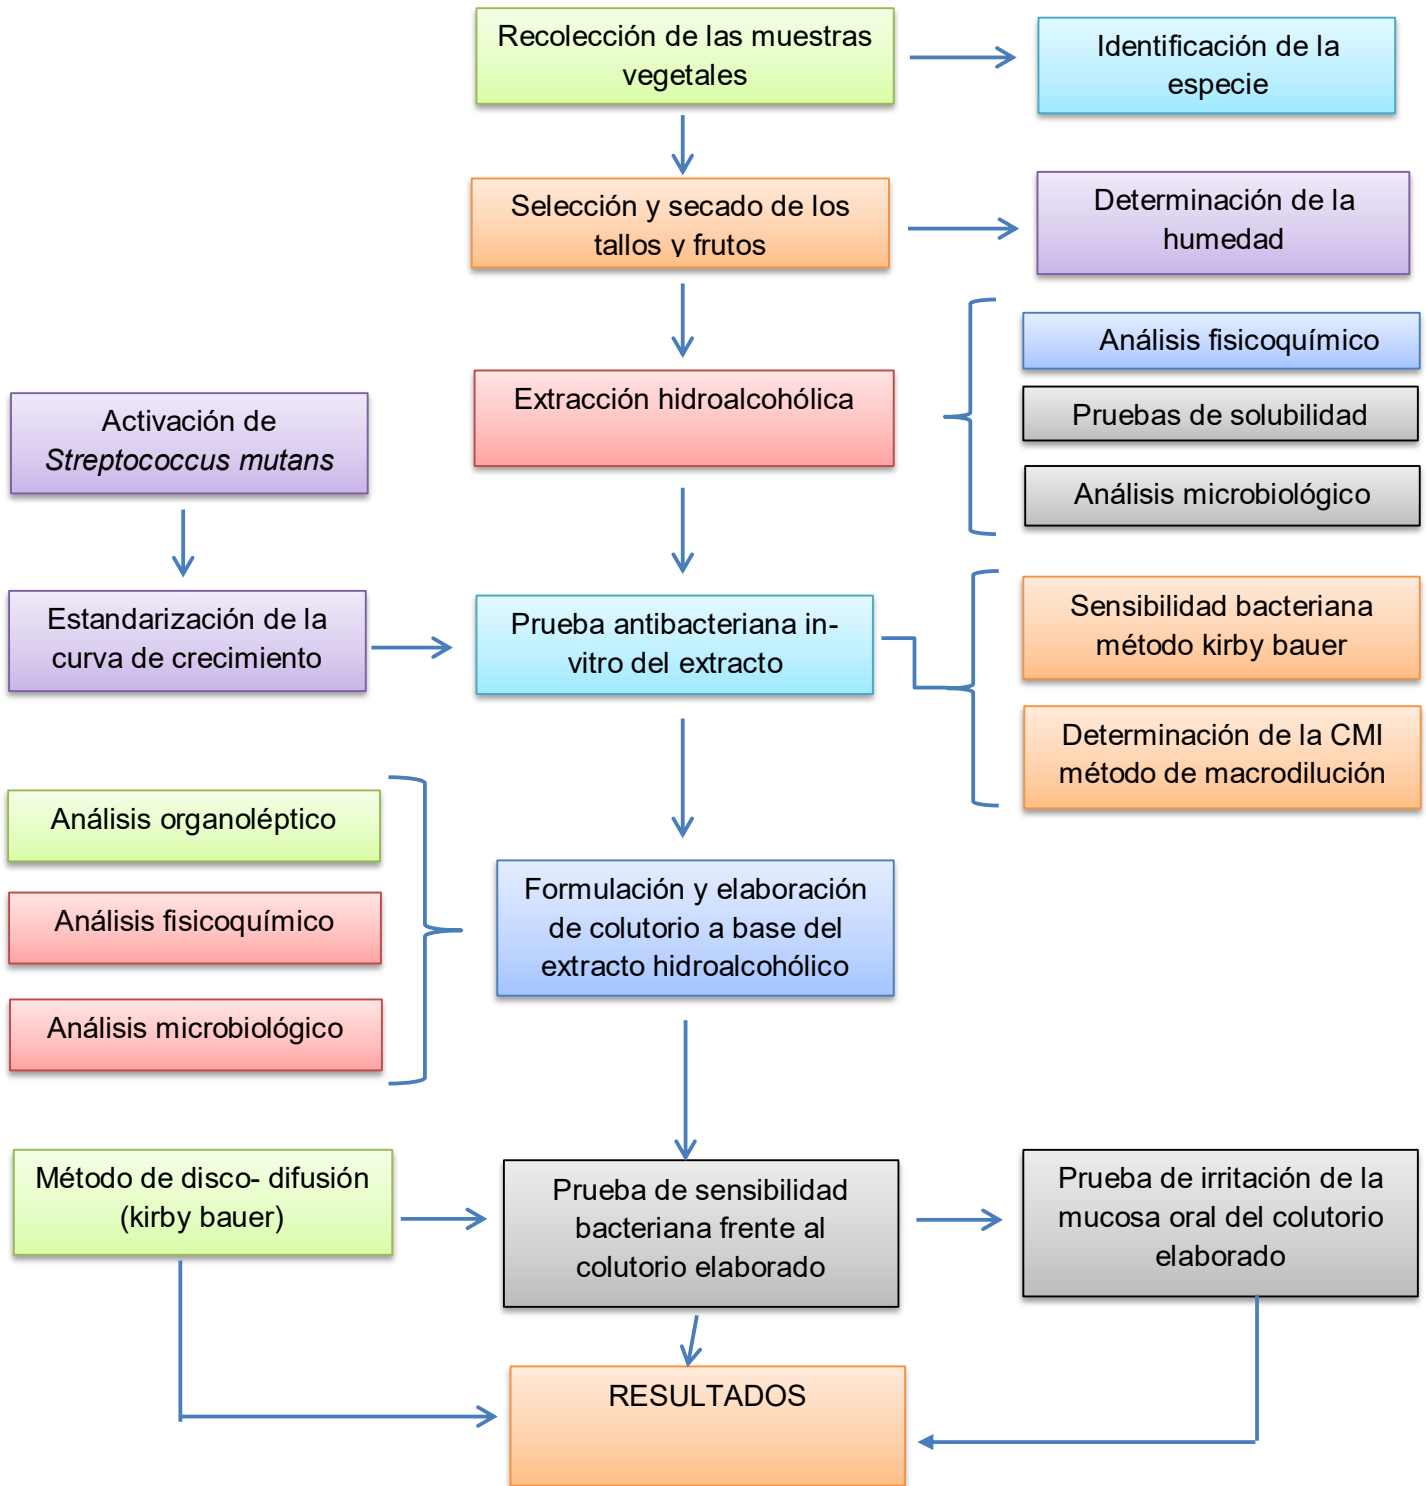 Recolección de las muestras
vegetales
Identificación de la
especie
Selección y secado de los
tallos y frutos
Determinación de la
humedad
Extracción hidroalcohólica
Análisis fisicoquímico
Pruebas de solubilidad
Análisis microbiológico
Activación de
Streptococcus mutans
Estandarización de la
curva de crecimiento
Prueba antibacteriana in-
vitro del extracto
Sensibilidad bacteriana
método kirby bauer
Determinación de la CMI
método de macrodilución
Análisis organoléptico
Análisis fisicoquímico
Análisis microbiológico
Formulación y elaboración
de colutorio a base del
extracto hidroalcohólico
Método de disco- difusión
(kirby bauer)
Prueba de sensibilidad
bacteriana frente al
colutorio elaborado
Prueba de irritación de la
mucosa oral del colutorio
elaborado
RESULTADOS